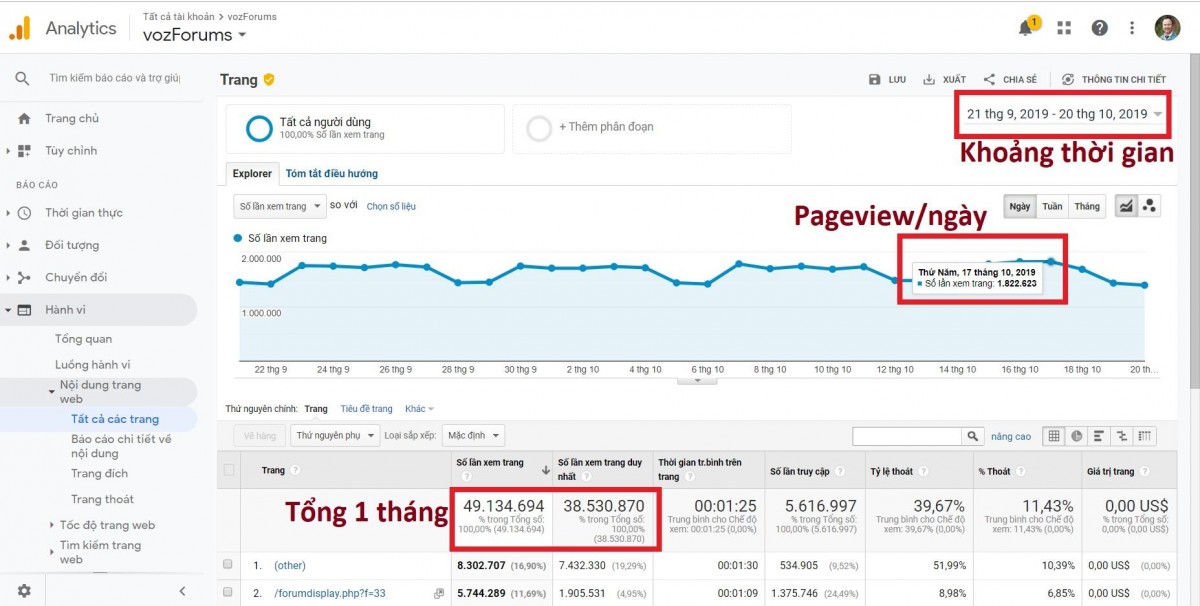 Analytics
Tất cả tài khoản > vozForums
vozForums
1
Tìm kiếm báo cáo và trợ giúp
Trang chủ
Tùy chỉnh
BÁO CÁO
Thời gian thực
Đối tượng
Chuyển đổi
Hành vi
Tổng quan
Luồng hành vi
Nội dung trang
web
Tất cả các trang
Báo cáo chi tiết về
nội dung
Trang đích
Trang thoát
Tốc độ trang web
Tìm kiếm trang
web
Trang
LƯU
XUẤT
CHIA SẺ
THÔNG TIN CHI TIẾT
Tất cả người dùng
100,00% Số lần xem trang
+ Thêm phân đoạn
21 thg 9, 2019 - 20 thg 10, 2019
Khoảng thời gian
Explorer
Tóm tắt điều hướng
Số lần xem trang
so với
Chọn số liệu
Ngày
Tuần
Tháng
Pageview/ngày
Số lần xem trang
2.000.000
1.000.000
Thứ Năm, 17 tháng 10, 2019
Số lần xem trang: 1.822.623
22 thg 9
24 thg 9
26 thg 9
28 thg 9
30 thg 9
2 thg 10
4 thg 10
6 thg 10
8 thg 10
10 thg 10
12 thg 10
14 thg 10
16 thg 10
18 thg 10
20 th...
Thứ nguyên chính:
Trang
Tiêu đề trang
Khác
Vẽ hàng
Thứ nguyên phụ
Loại sắp xếp:
Mặc định
nâng cao
Trang ?
Số lần xem trang
?
Số lần xem trang duy
nhất ?
Thời gian tr.bình trên
trang ?
Số lần truy cập ?
Tỷ lệ thoát ?
% Thoát ?
Giá trị trang ?
Tổng 1 tháng
49.134.694
% trong Tổng số:
100,00% (49.134.694)
38.530.870
% trong Tổng số:
100,00%
(38.530.870)
00:01:25
Trung bình cho Chế độ
xem: 00:01:25 (0,00%)
5.616.997
% trong Tổng số:
100,00% (5.616.997)
39,67%
Trung bình cho Chế độ
xem: 39,67% (0,00%)
11,43%
Trung bình cho Chế độ
xem: 11,43% (0,00%)
0,00 US$
% trong Tổng số:
0,00% (0,00 US$)
1. (other) 8.302.707 (16,90%) 7.432.330 (19,29%) 00:01:30 534.905 (9,52%) 51,99% 10,39% 0,00 US$ (0,00%)
2. /forumdisplay.php?f=33 5.744.289 (11,69%) 1.905.531 (4,95%) 00:01:09 1.375.746 (24,49%) 8,98% 6,85% 0,00 US$ (0,00%)